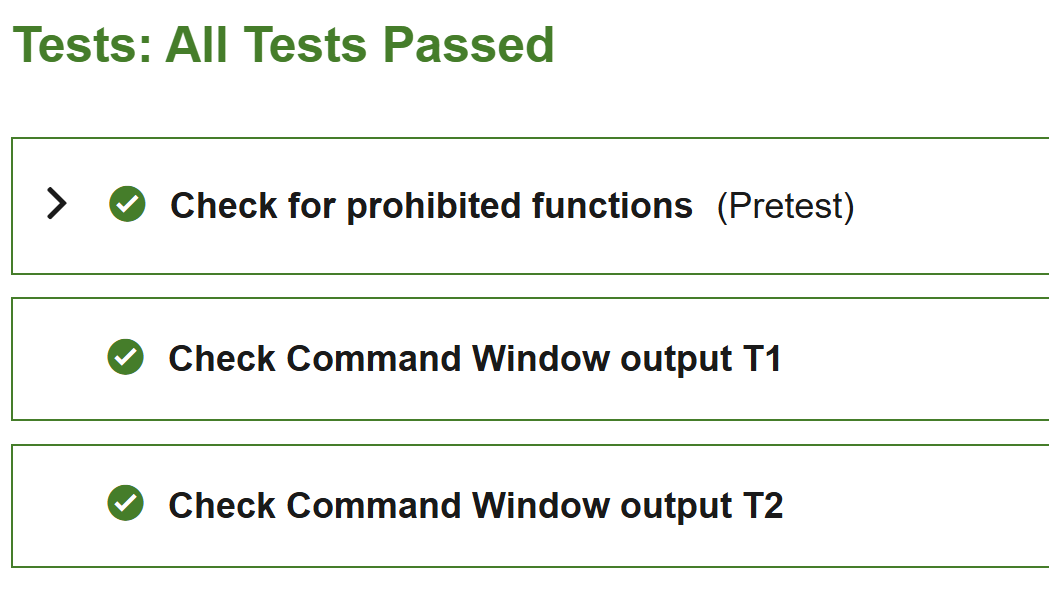 Tests: All Tests Passed
Check for prohibited functions (Pretest)
Check Command Window output T1
Check Command Window output T2